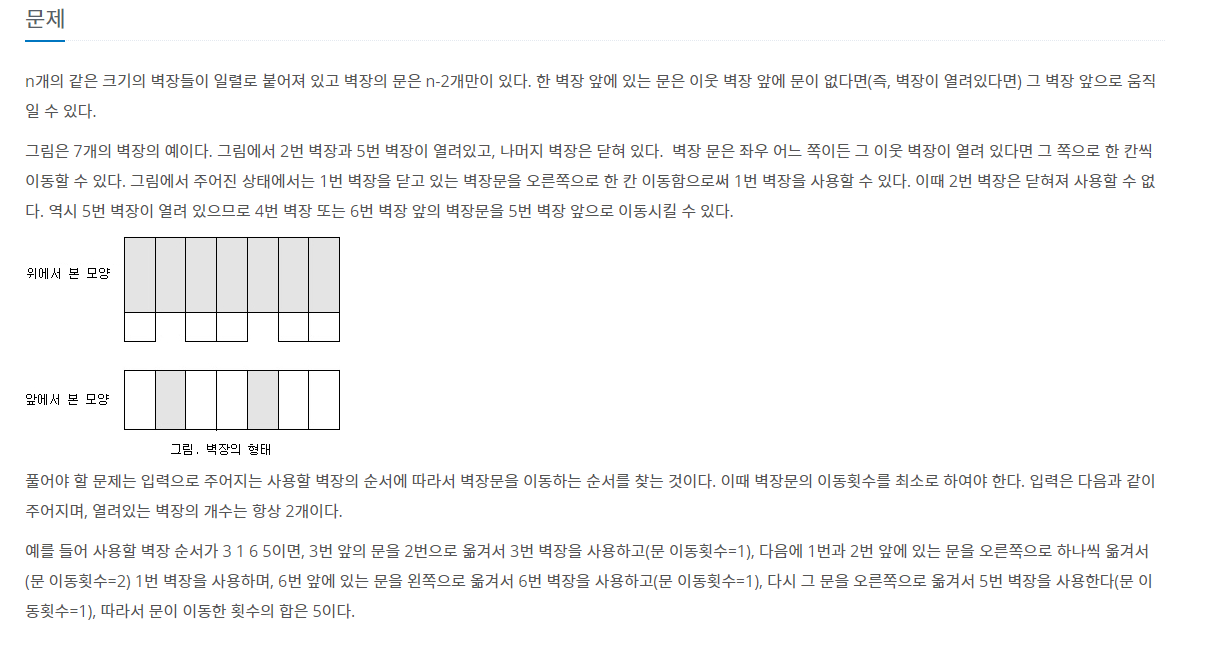 문제
n개의 같은 크기의 벽장들이 일렬로 붙어져 있고 벽장의 문은 n-2개만이 있다. 한 벽장 앞에 있는 문은 이웃 벽장 앞에 문이 없다면(즉, 벽장이 열려있다면) 그 벽장 앞으로 움직
일 수 있다.
그림은 7개의 벽장의 예이다. 그림에서 2번 벽장과 5번 벽장이 열려있고, 나머지 벽장은 닫혀 있다.  벽장 문은 좌우 어느 쪽이든 그 이웃 벽장이 열려 있다면 그 쪽으로 한 칸씩
이동할 수 있다. 그림에서 주어진 상태에서는 1번 벽장을 닫고 있는 벽장문을 오른쪽으로 한 칸 이동함으로써 1번 벽장을 사용할 수 있다. 이때 2번 벽장은 닫혀져 사용할 수 없
다. 역시 5번 벽장이 열려 있으므로 4번 벽장 또는 6번 벽장 앞의 벽장문을 5번 벽장 앞으로 이동시킬 수 있다.
위에서 본 모양
앞에서 본 모양
그림. 벽장의 형태
풀어야 할 문제는 입력으로 주어지는 사용할 벽장의 순서에 따라서 벽장문을 이동하는 순서를 찾는 것이다. 이때 벽장문의 이동횟수를 최소로 하여야 한다. 입력은 다음과 같이
주어지며, 열려있는 벽장의 개수는 항상 2개이다.
예를 들어 사용할 벽장 순서가 3 1 6 5이면, 3번 앞의 문을 2번으로 옮겨서 3번 벽장을 사용하고(문 이동횟수=1), 다음에 1번과 2번 앞에 있는 문을 오른쪽으로 하나씩 옮겨서
(문 이동횟수=2) 1번 벽장을 사용하며, 6번 앞에 있는 문을 왼쪽으로 옮겨서 6번 벽장을 사용하고(문 이동횟수=1), 다시 그 문을 오른쪽으로 옮겨서 5번 벽장을 사용한다(문 이
동횟수=1), 따라서 문이 이동한 횟수의 합은 5이다.